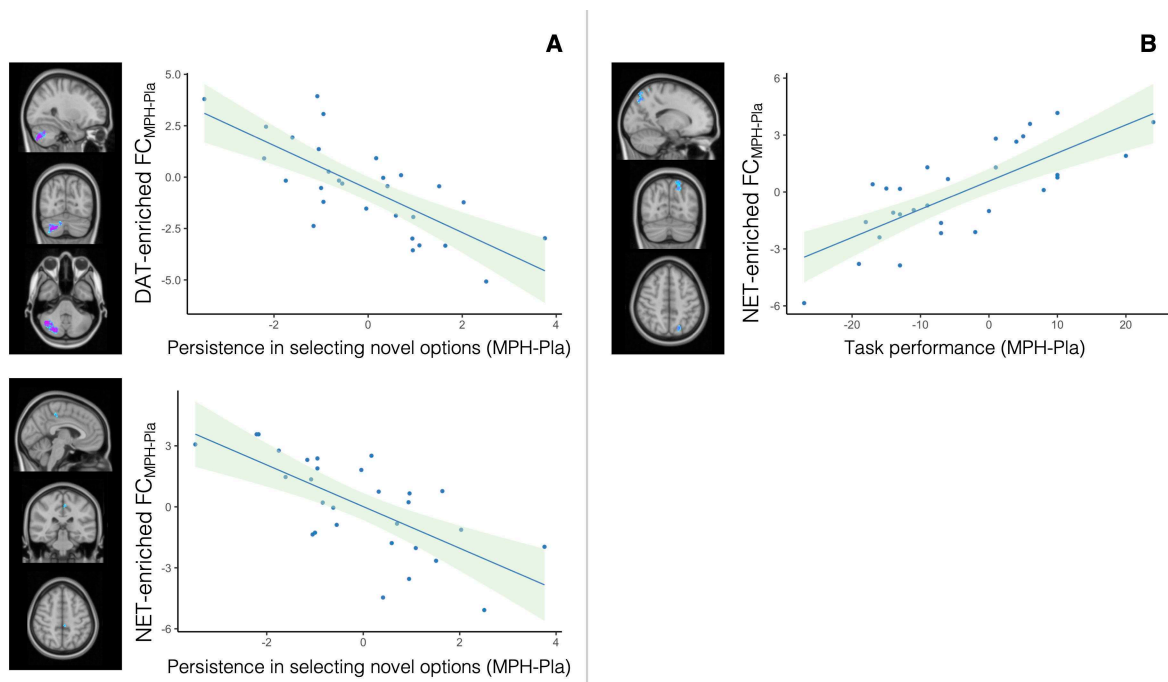 A
5.0
2.5
0.0
-2.5
-5.0
DAT-enriched FCMPH-Pla
-2 0 2 4
Persistence in selecting novel options (MPH-Pla)
3
0
-3
-6
NET-enriched FCMPH-Pla
-2 0 2 4
Persistence in selecting novel options (MPH-Pla)
B
6
3
0
-3
-6
NET-enriched FCMPH-Pla
-20 -10 0 10 20
Task performance (MPH-Pla)